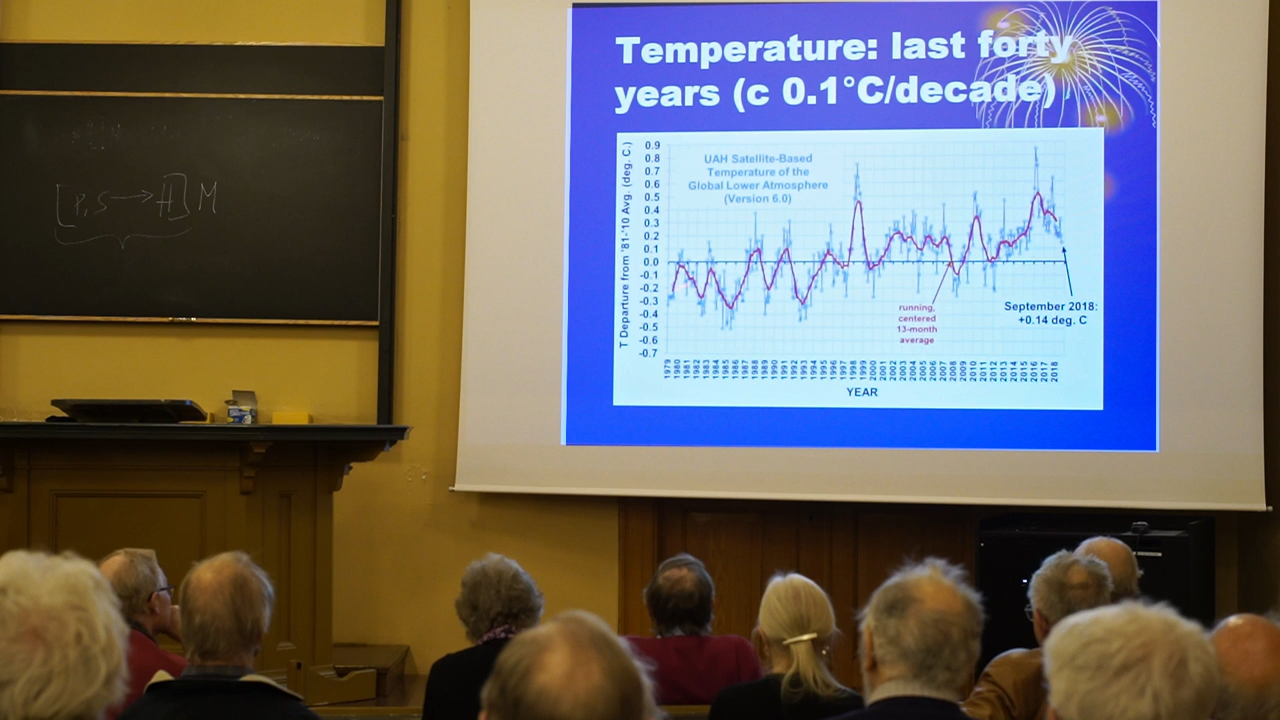 [P,S → H] M
Temperature: last forty
years (c 0.1°C/decade)
UAH Satellite-Based
Temperature of the
Global Lower Atmosphere
(Version 6.0)
T Departure from '81-'10 Avg. (deg. C.)
0.9
0.8
0.7
0.6
0.5
0.4
0.3
0.2
0.1
0.0
-0.1
-0.2
-0.3
-0.4
-0.5
-0.6
-0.7
running,
centered
13-month
average
September 2018:
+0.14 deg. C
1979 1980 1981 1982 1983 1984 1985 1986 1987 1988 1989 1990 1991 1992 1993 1994 1995 1996 1997 1998 1999 2000 2001 2002 2003 2004 2005 2006 2007 2008 2009 2010 2011 2012 2013 2014 2015 2016 2017 2018
YEAR